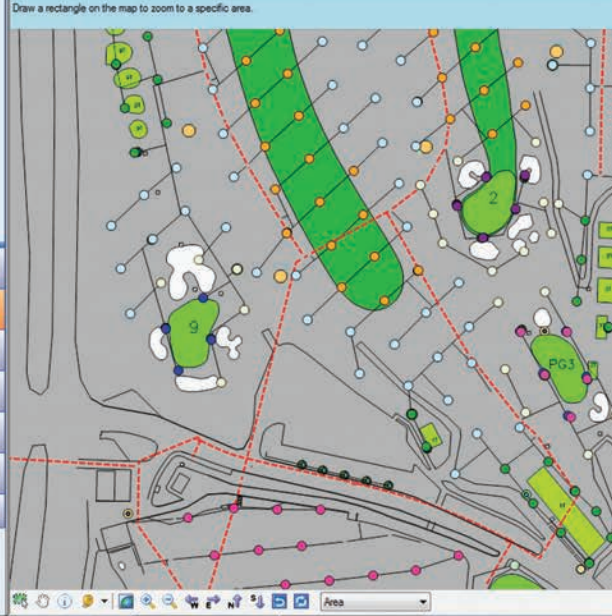 Draw a rectangle on the map to zoom to a specific area.
2
9
PG3
W
E
N
S
Area